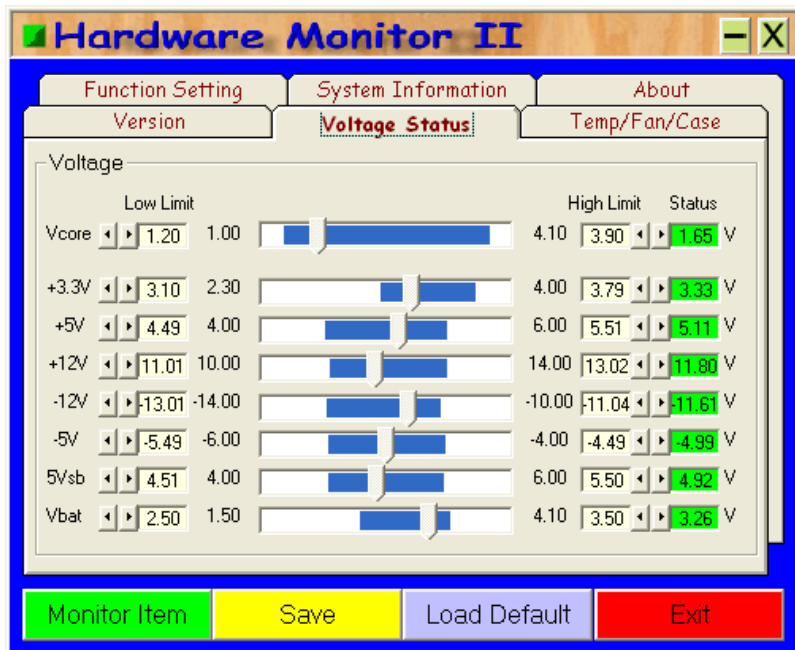 Hardware Monitor II
Function Setting System Information About
Version Voltage Status Temp/Fan/Case
Voltage
Low Limit High Limit Status
Vcore 1.20 1.00 4.10 3.90 1.65 V
+3.3V 3.10 2.30 4.00 3.79 3.33 V
+5V 4.49 4.00 6.00 5.51 5.11 V
+12V 11.01 10.00 14.00 13.02 11.80 V
-12V -13.01 -14.00 -10.00 -11.04 -11.61 V
-5V -5.49 -6.00 -4.00 -4.49 -4.99 V
5Vsb 4.51 4.00 6.00 5.50 4.92 V
Vbat 2.50 1.50 4.10 3.50 3.26 V
Monitor Item Save Load Default Exit